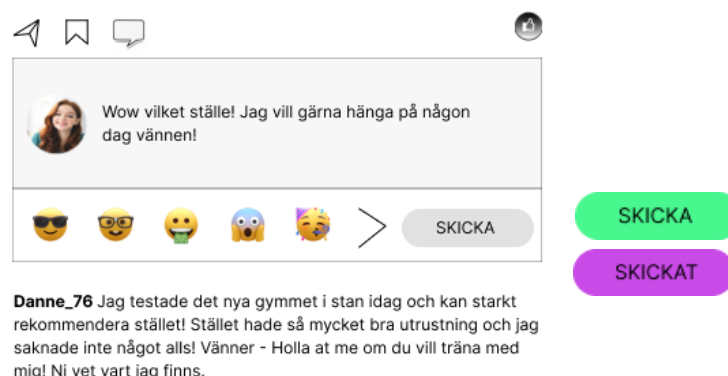 Wow vilket ställe! Jag vill gärna hänga på någon
dag vännen!
SKICKA
SKICKA
SKICKAT
Danne_76 Jag testade det nya gymmet i stan idag och kan starkt
rekommendera stället! Stället hade så mycket bra utrustning och jag
saknade inte något alls! Vänner - Holla at me om du vill träna med
mig! Ni vet vart jag finns.